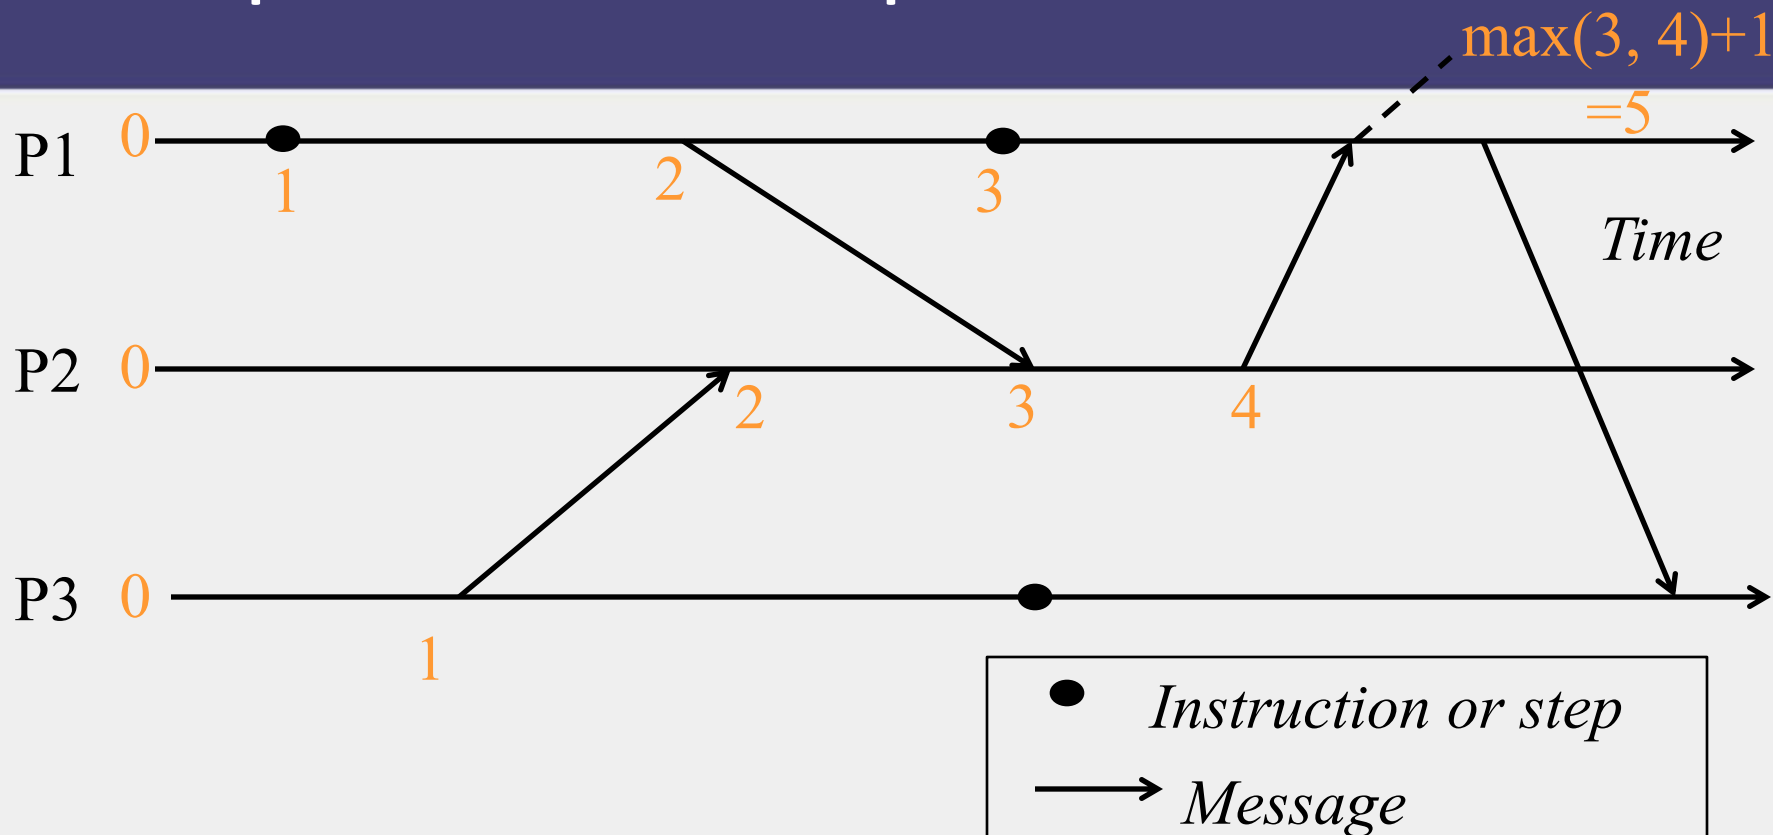 max(3, 4)+1
=5
P1 0
1 2 3
Time
P2 0
2 3 4
P3 0
1
Instruction or step
Message